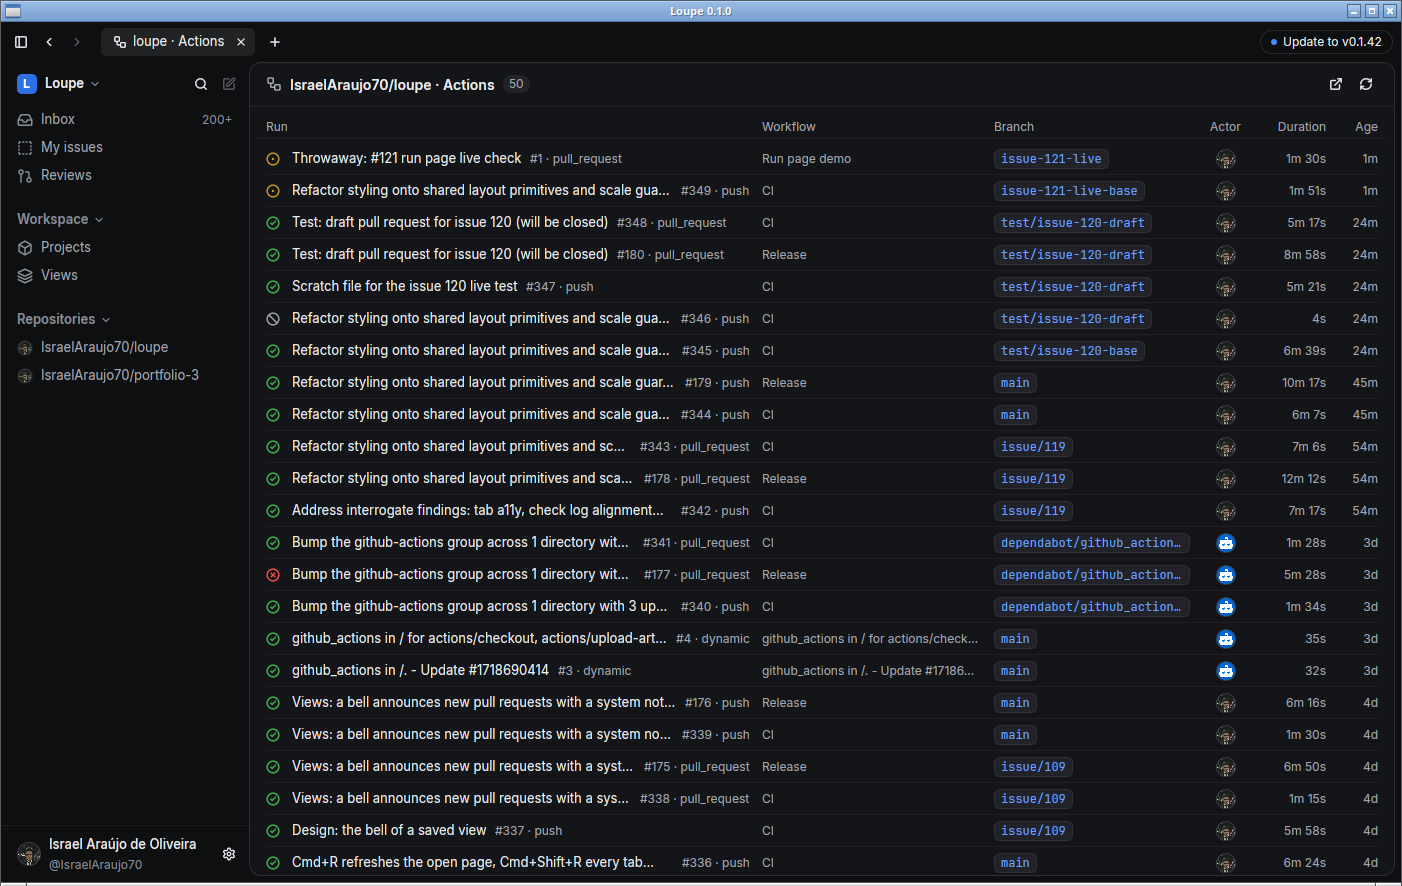 Loupe 0.1.0
loupe · Actions
Update to v0.1.42
L Loupe
Inbox 200+
My issues
Reviews
Workspace
Projects
Views
Repositories
IsraelAraujo70/loupe
IsraelAraujo70/portfolio-3
Israel Araújo de Oliveira
@IsraelAraujo70
IsraelAraujo70/loupe · Actions 50
Run Workflow Branch Actor Duration Age
Throwaway: #121 run page live check #1 · pull_request Run page demo issue-121-live 1m 30s 1m
Refactor styling onto shared layout primitives and scale gua... #349 · push CI issue-121-live-base 1m 51s 1m
Test: draft pull request for issue 120 (will be closed) #348 · pull_request CI test/issue-120-draft 5m 17s 24m
Test: draft pull request for issue 120 (will be closed) #180 · pull_request Release test/issue-120-draft 8m 58s 24m
Scratch file for the issue 120 live test #347 · push CI test/issue-120-draft 5m 21s 24m
Refactor styling onto shared layout primitives and scale gua... #346 · push CI test/issue-120-draft 4s 24m
Refactor styling onto shared layout primitives and scale gua... #345 · push CI test/issue-120-base 6m 39s 24m
Refactor styling onto shared layout primitives and scale guar... #179 · push Release main 10m 17s 45m
Refactor styling onto shared layout primitives and scale gua... #344 · push CI main 6m 7s 45m
Refactor styling onto shared layout primitives and sc... #343 · pull_request CI issue/119 7m 6s 54m
Refactor styling onto shared layout primitives and sca... #178 · pull_request Release issue/119 12m 12s 54m
Address interrogate findings: tab a11y, check log alignment... #342 · push CI issue/119 7m 17s 54m
Bump the github-actions group across 1 directory wit... #341 · pull_request CI dependabot/github_action… 1m 28s 3d
Bump the github-actions group across 1 directory wit... #177 · pull_request Release dependabot/github_action… 5m 28s 3d
Bump the github-actions group across 1 directory with 3 up... #340 · push CI dependabot/github_action… 1m 34s 3d
github_actions in / for actions/checkout, actions/upload-art... #4 · dynamic github_actions in / for actions/check... main 35s 3d
github_actions in /. - Update #1718690414 #3 · dynamic github_actions in /. - Update #17186... main 32s 3d
Views: a bell announces new pull requests with a system not... #176 · push Release main 6m 16s 4d
Views: a bell announces new pull requests with a system no... #339 · push CI main 1m 30s 4d
Views: a bell announces new pull requests with a syst... #175 · pull_request Release issue/109 6m 50s 4d
Views: a bell announces new pull requests with a sys... #338 · pull_request CI issue/109 1m 15s 4d
Design: the bell of a saved view #337 · push CI issue/109 5m 58s 4d
Cmd+R refreshes the open page, Cmd+Shift+R every tab... #336 · push CI main 6m 24s 4d